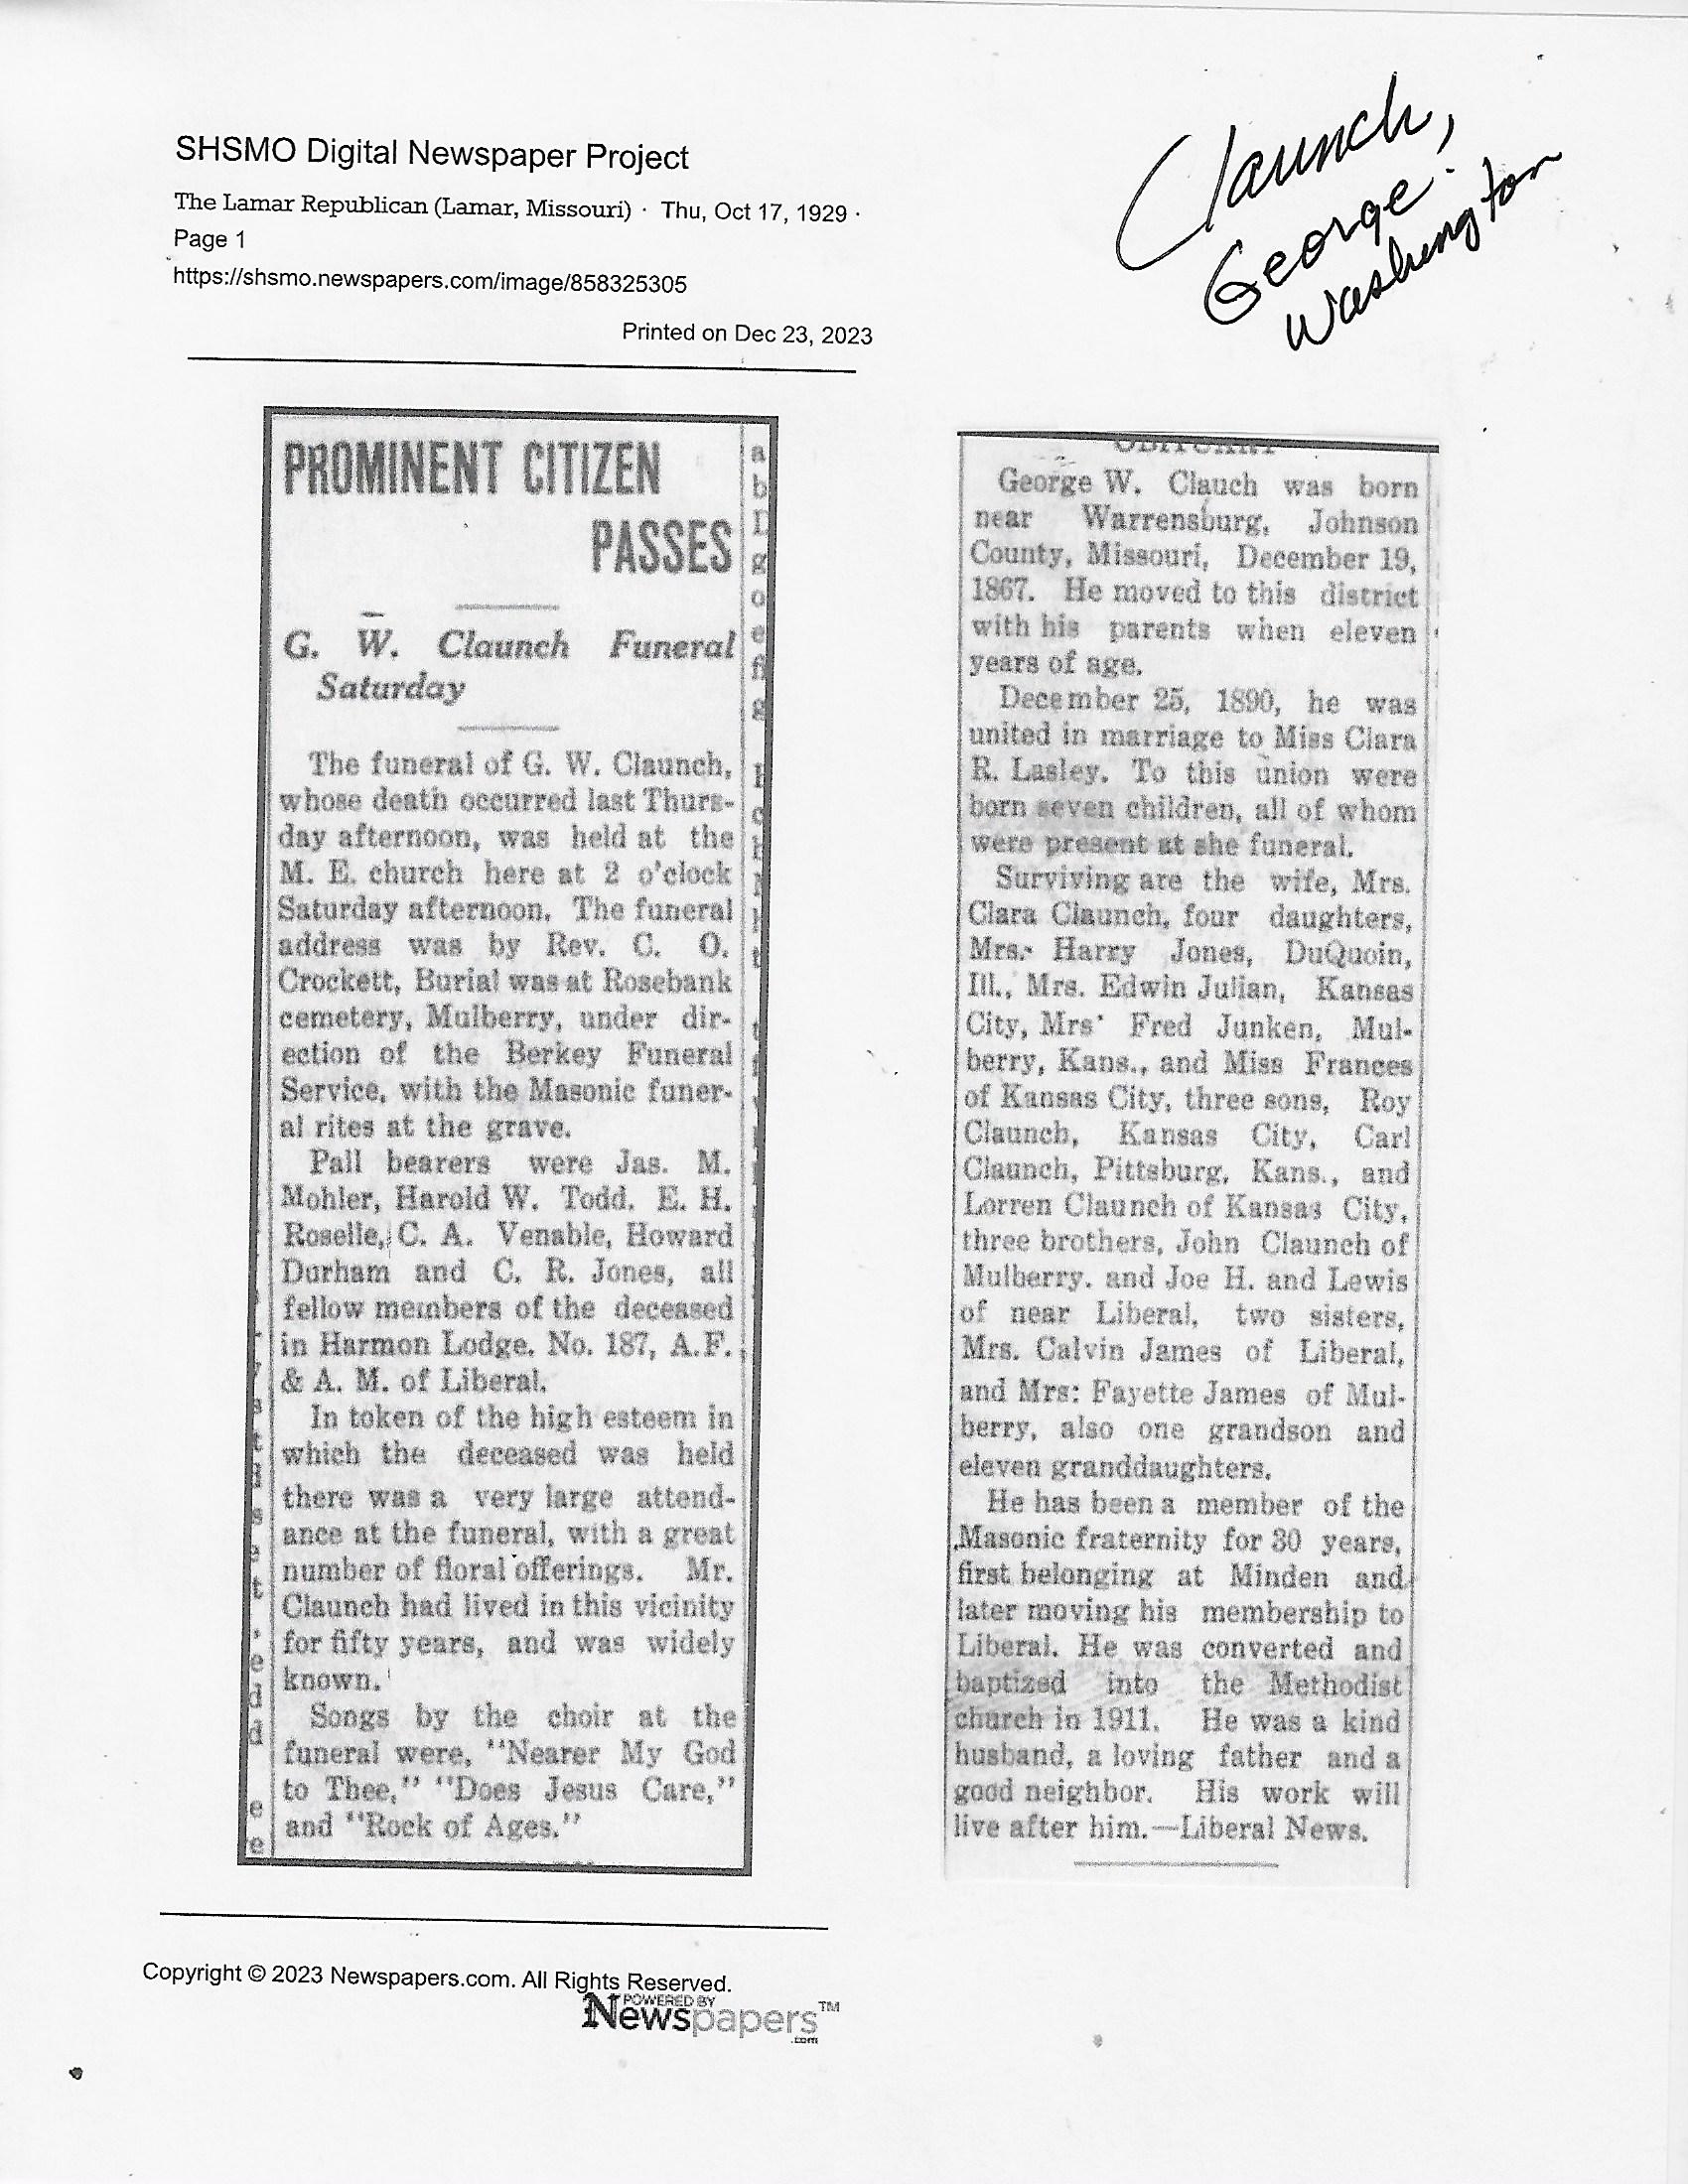 SHSMO Digital Newspaper Project
The Lamar Republican (Lamar, Missouri) · Thu, Oct 17, 1929 ·
Page 1
https://shsmo.newspapers.com/image/858325305
Printed on Dec 23, 2023
Claunch,
George
Washington
PROMINENT CITIZEN
PASSES
G. W. Claunch Funeral
Saturday
The funeral of G. W. Claunch,
whose death occurred last Thurs-
day afternoon, was held at the
M. E. church here at 2 o'clock
Saturday afternoon. The funeral
address was by Rev. C. O.
Crockett, Burial was at Rosebank
cemetery, Mulberry, under dir-
ection of the Berkey Funeral
Service, with the Masonic funer-
al rites at the grave.
Pall bearers were Jas. M.
Mohler, Harold W. Todd. E. H.
Roselle, C. A. Venable, Howard
Durham and C. R. Jones, all
fellow members of the deceased
in Harmon Lodge. No. 187, A.F.
& A. M. of Liberal.
In token of the high esteem in
which the deceased was held
there was a very large attend-
ance at the funeral, with a great
number of floral offerings. Mr.
Claunch had lived in this vicinity
for fifty years, and was widely
known.
Songs by the choir at the
funeral were, "Nearer My God
to Thee," "Does Jesus Care,"
and "Rock of Ages."
OBITUARY
George W. Clauch was born
near Warrensburg, Johnson
County, Missouri, December 19,
1867. He moved to this district
with his parents when eleven
years of age.
December 25, 1890, he was
united in marriage to Miss Clara
R. Lasley. To this union were
born seven children, all of whom
were present at she funeral.
Surviving are the wife, Mrs.
Clara Claunch, four daughters,
Mrs. Harry Jones, DuQuoin,
Ill., Mrs. Edwin Julian, Kansas
City, Mrs' Fred Junken, Mul-
berry, Kans., and Miss Frances
of Kansas City, three sons, Roy
Claunch, Kansas City, Carl
Claunch, Pittsburg, Kans., and
Lorren Claunch of Kansas City,
three brothers, John Claunch of
Mulberry. and Joe H. and Lewis
of near Liberal, two sisters,
Mrs. Calvin James of Liberal,
and Mrs: Fayette James of Mul-
berry, also one grandson and
eleven granddaughters.
He has been a member of the
Masonic fraternity for 30 years,
first belonging at Minden and
later moving his membership to
Liberal. He was converted and
baptized into the Methodist
church in 1911. He was a kind
husband, a loving father and a
good neighbor. His work will
live after him.—Liberal News.
Copyright © 2023 Newspapers.com. All Rights Reserved.
POWERED BY
Newspapers™
.com